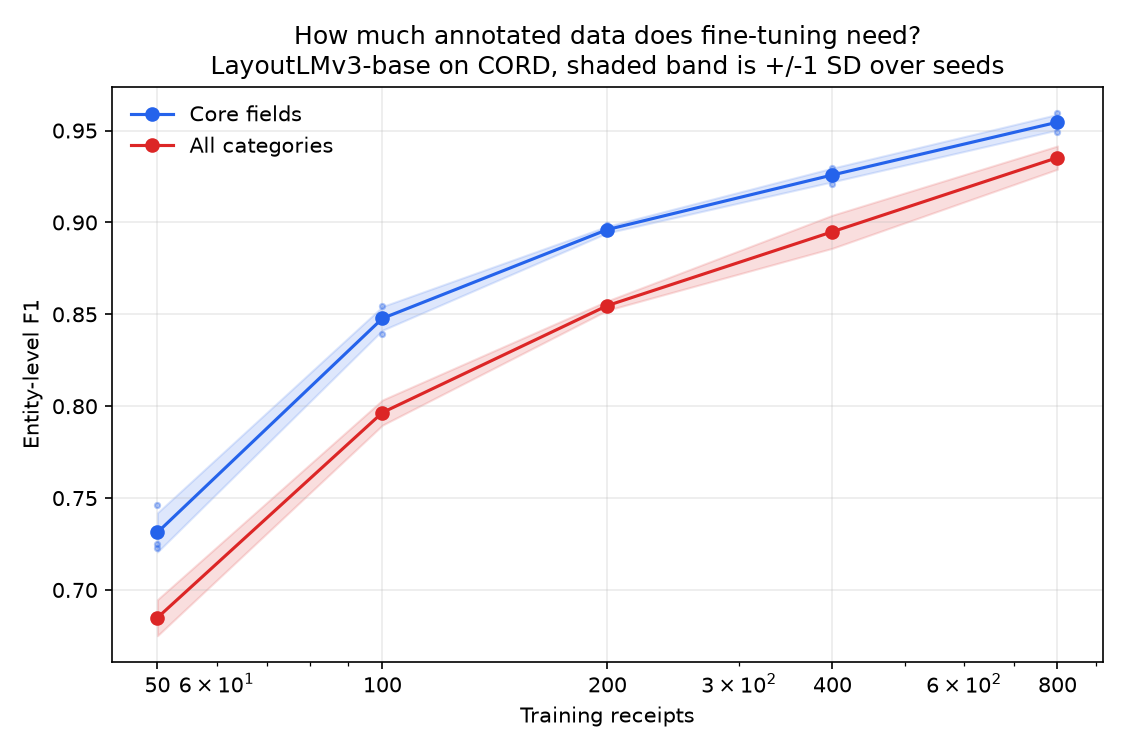 How much annotated data does fine-tuning need?
LayoutLMv3-base on CORD, shaded band is +/-1 SD over seeds
Core fields
All categories
Entity-level F1
0.95
0.90
0.85
0.80
0.75
0.70
50 6 × 10¹ 100 200 3 × 10² 400 6 × 10² 800
Training receipts